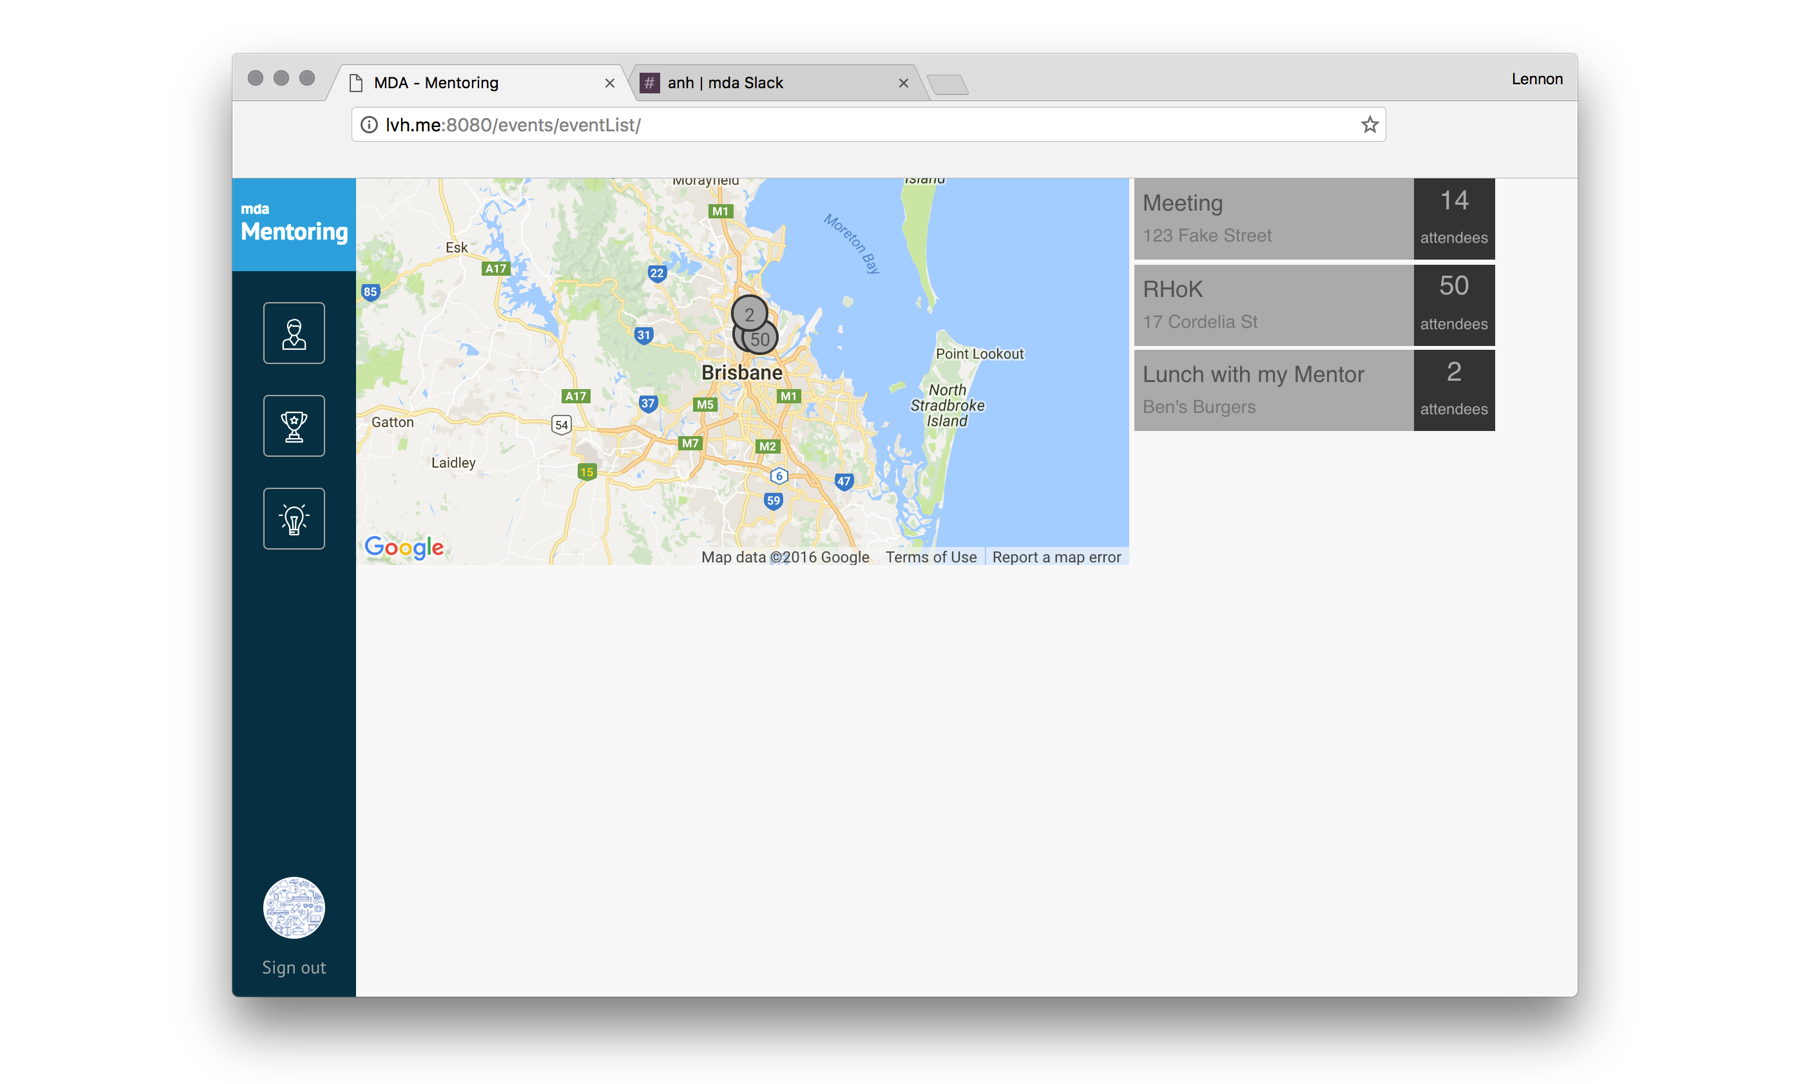 MDA - Mentoring
# anh | mda Slack
Lennon
lvh.me:8080/events/eventList/
mda
Mentoring
Sign out
Morayfield
Island
M1
Moreton Bay
Esk
A17
22
85
2
50
31
Point Lookout
Brisbane
A17
37
M5
M1
North
Stradbroke
Island
Gatton
54
M7
M2
Laidley
15
6
47
59
Google
Map data ©2016 Google
Terms of Use
Report a map error
Meeting
123 Fake Street
14
attendees
RHoK
17 Cordelia St
50
attendees
Lunch with my Mentor
Ben's Burgers
2
attendees